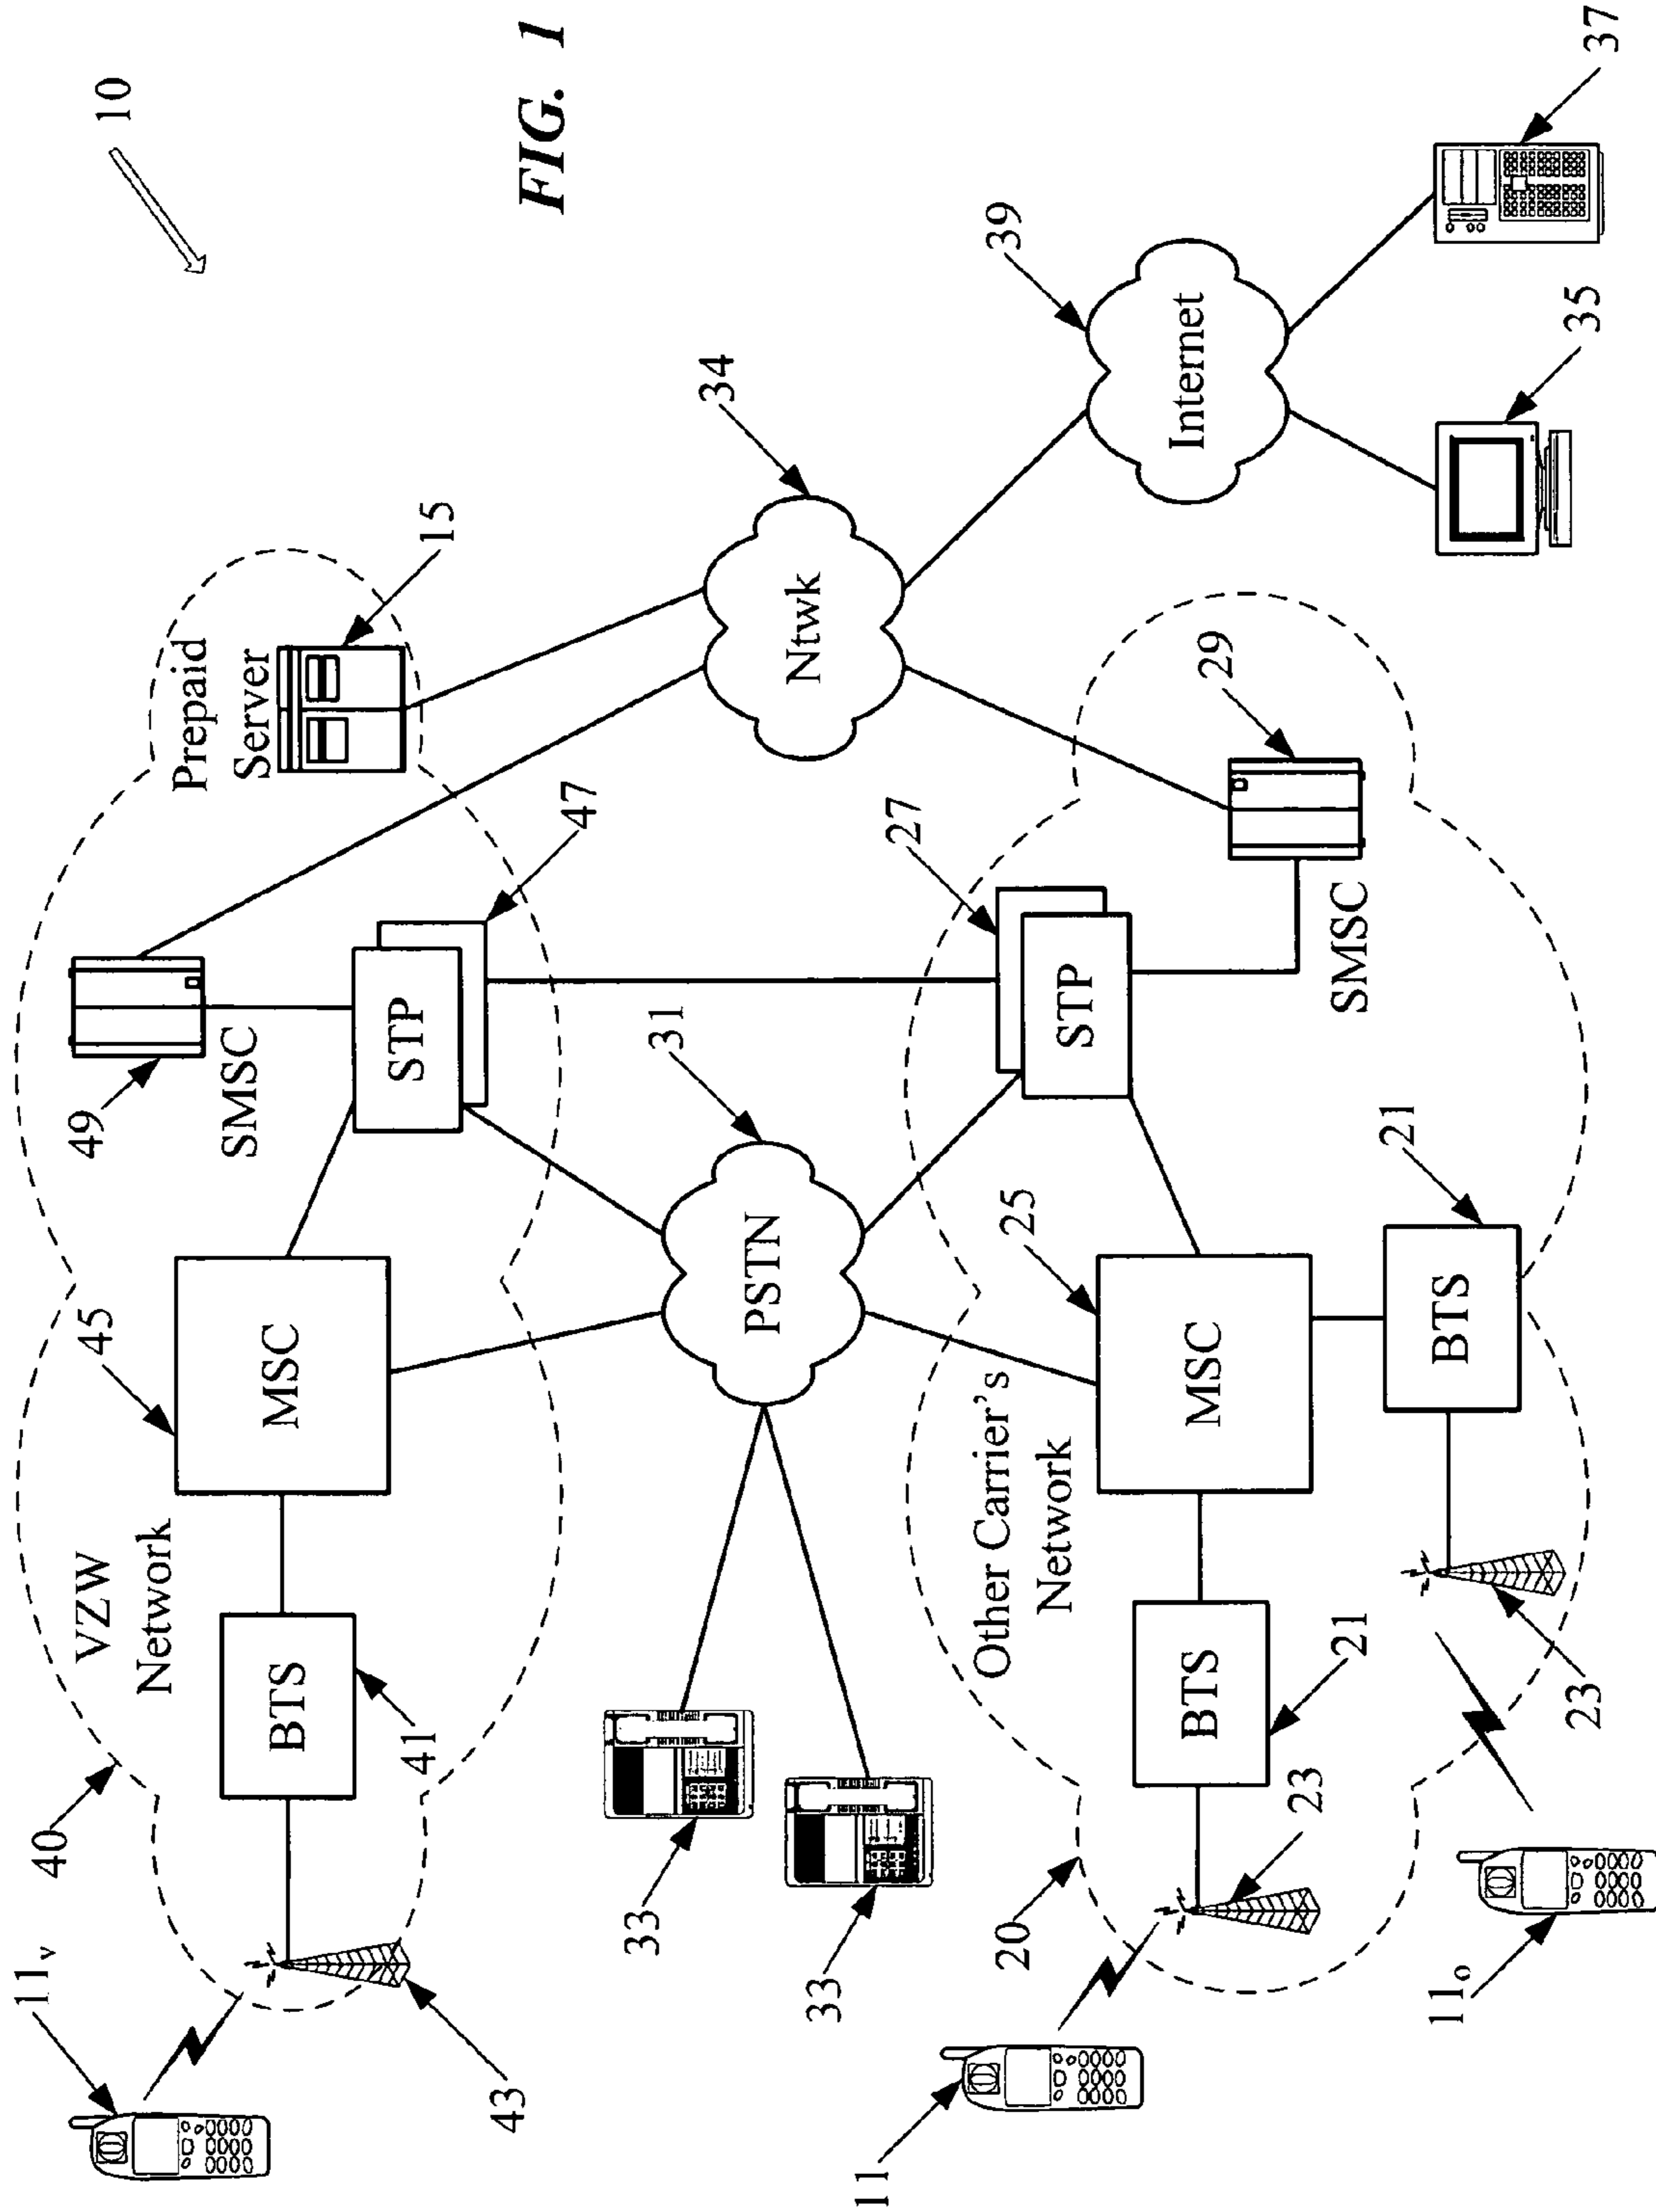 10
FIG. 1
40
VZW
Network
45
49
SMSC
Prepaid
Server
15
11v
43
BTS
41
MSC
STP
47
34
Ntwk
39
Internet
37
35
33
33
PSTN
31
27
STP
29
SMSC
Other Carrier's
Network
25
MSC
20
11
23
BTS
21
BTS
21
23
11o